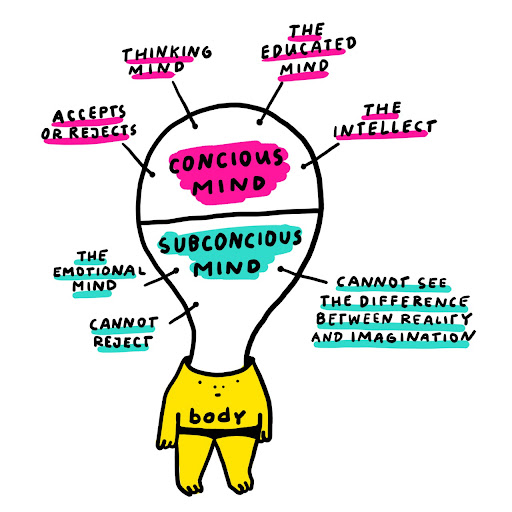 THE
EDUCATED
MIND
THINKING
MIND
ACCEPTS
OR REJECTS
THE
INTELLECT
CONCIOUS
MIND
SUBCONCIOUS
MIND
THE
EMOTIONAL
MIND
CANNOT SEE
THE DIFFERENCE
BETWEEN REALITY
AND IMAGINATION
CANNOT
REJECT
body